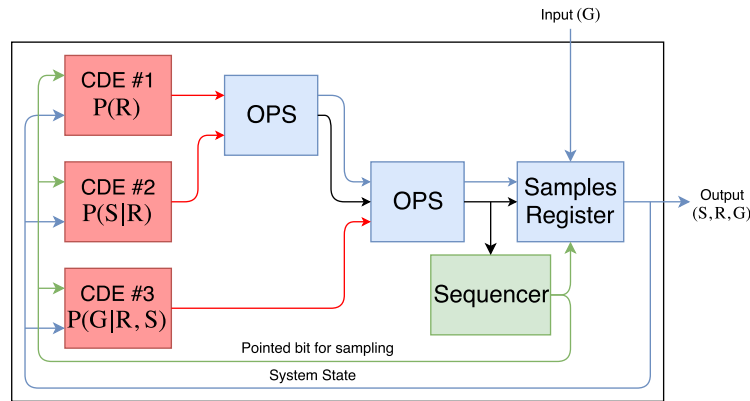 Input (G)
CDE #1
P(R)
OPS
CDE #2
P(S|R)
OPS
Samples
Register
Output
(S, R, G)
CDE #3
P(G|R, S)
Sequencer
Pointed bit for sampling
System State